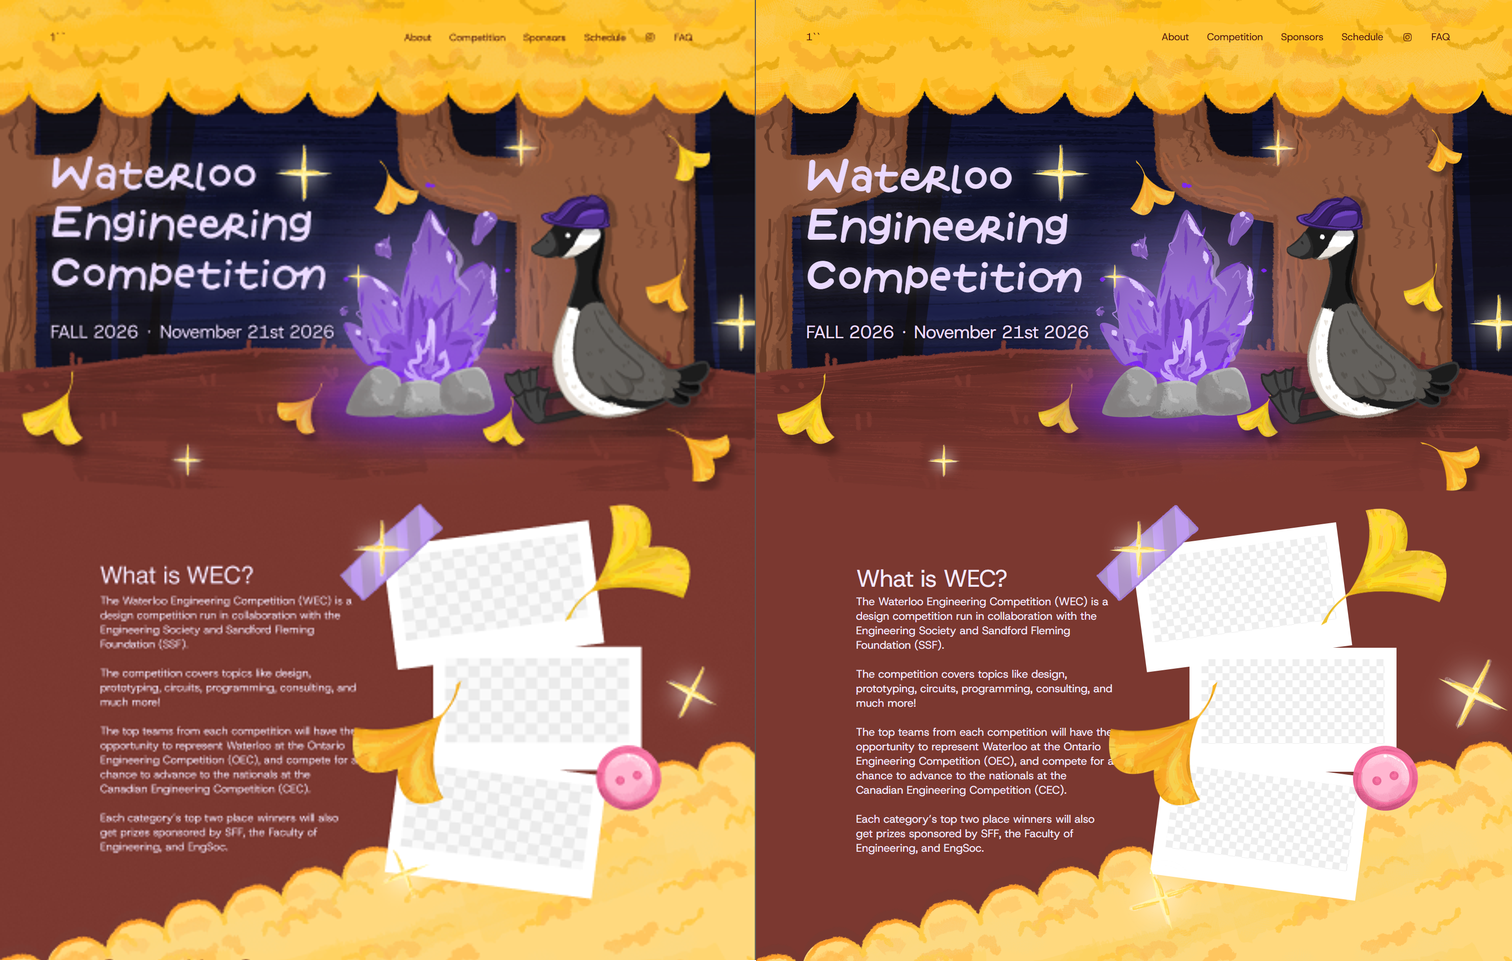 1``
About Competition Sponsors Schedule FAQ
Waterloo
Engineering
Competition
FALL 2026 · November 21st 2026
What is WEC?
The Waterloo Engineering Competition (WEC) is a
design competition run in collaboration with the
Engineering Society and Sandford Fleming
Foundation (SSF).
The competition covers topics like design,
prototyping, circuits, programming, consulting, and
much more!
The top teams from each competition will have the
opportunity to represent Waterloo at the Ontario
Engineering Competition (OEC), and compete for a
chance to advance to the nationals at the
Canadian Engineering Competition (CEC).
Each category's top two place winners will also
get prizes sponsored by SFF, the Faculty of
Engineering, and EngSoc.
1``
About Competition Sponsors Schedule FAQ
Waterloo
Engineering
Competition
FALL 2026 · November 21st 2026
What is WEC?
The Waterloo Engineering Competition (WEC) is a
design competition run in collaboration with the
Engineering Society and Sandford Fleming
Foundation (SSF).
The competition covers topics like design,
prototyping, circuits, programming, consulting, and
much more!
The top teams from each competition will have the
opportunity to represent Waterloo at the Ontario
Engineering Competition (OEC), and compete for a
chance to advance to the nationals at the
Canadian Engineering Competition (CEC).
Each category's top two place winners will also
get prizes sponsored by SFF, the Faculty of
Engineering, and EngSoc.